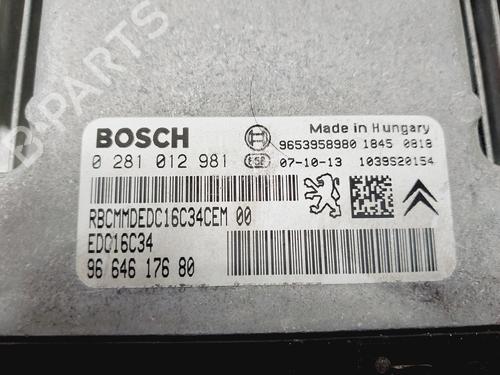 B-PARTS
BOSCH
Made in Hungary
9653958980 1845 0818
0 281 012 981
07-10-13 1039S20154
RBCMMDEDC16C34CEM 00
EDC16C34
96 646 176 80